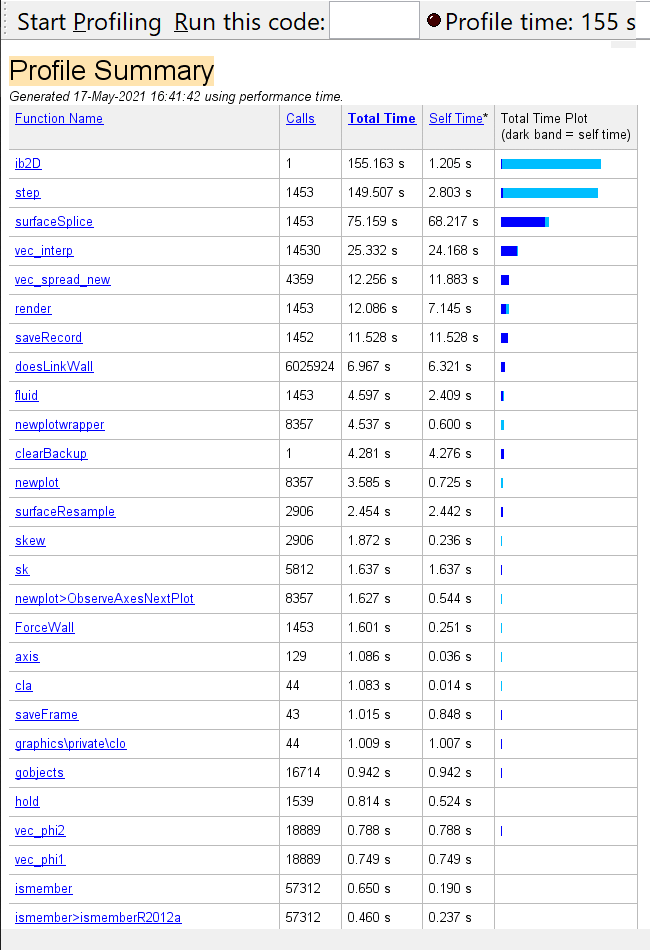 Start Profiling Run this code: Profile time: 155 s
Profile Summary
Generated 17-May-2021 16:41:42 using performance time.
Function Name Calls Total Time Self Time* Total Time Plot
(dark band = self time)
ib2D 1 155.163 s 1.205 s
step 1453 149.507 s 2.803 s
surfaceSplice 1453 75.159 s 68.217 s
vec_interp 14530 25.332 s 24.168 s
vec_spread_new 4359 12.256 s 11.883 s
render 1453 12.086 s 7.145 s
saveRecord 1452 11.528 s 11.528 s
doesLinkWall 6025924 6.967 s 6.321 s
fluid 1453 4.597 s 2.409 s
newplotwrapper 8357 4.537 s 0.600 s
clearBackup 1 4.281 s 4.276 s
newplot 8357 3.585 s 0.725 s
surfaceResample 2906 2.454 s 2.442 s
skew 2906 1.872 s 0.236 s
sk 5812 1.637 s 1.637 s
newplot>ObserveAxesNextPlot 8357 1.627 s 0.544 s
ForceWall 1453 1.601 s 0.251 s
axis 129 1.086 s 0.036 s
cla 44 1.083 s 0.014 s
saveFrame 43 1.015 s 0.848 s
graphics\private\clo 44 1.009 s 1.007 s
gobjects 16714 0.942 s 0.942 s
hold 1539 0.814 s 0.524 s
vec_phi2 18889 0.788 s 0.788 s
vec_phi1 18889 0.749 s 0.749 s
ismember 57312 0.650 s 0.190 s
ismember>ismemberR2012a 57312 0.460 s 0.237 s